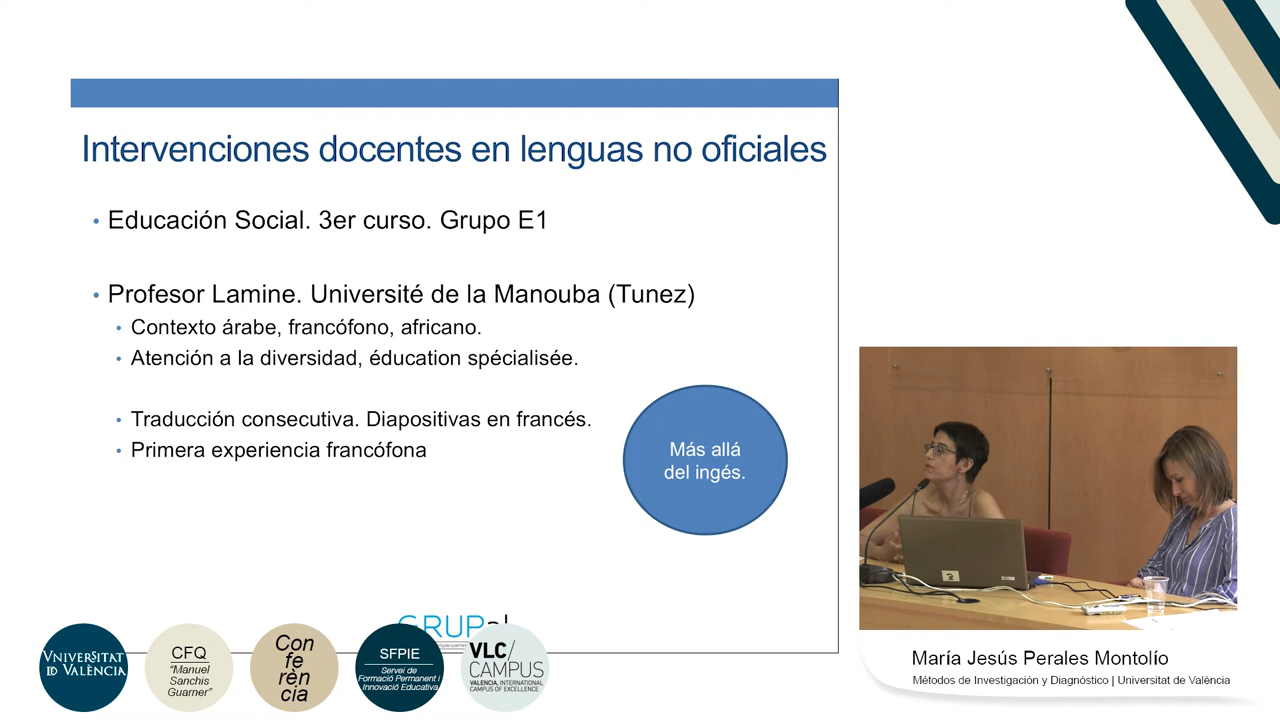 Intervenciones docentes en lenguas no oficiales
• Educación Social. 3er curso. Grupo E1
• Profesor Lamine. Université de la Manouba (Tunez)
• Contexto árabe, francófono, africano.
• Atención a la diversidad, éducation spécialisée.
• Traducción consecutiva. Diapositivas en francés.
• Primera experiencia francófona
Más allá
del ingés.
VNIVERSITAT
DE VALÈNCIA
CFQ
"Manuel
Sanchis
Guarner"
Con
fe
rèn
cia
SFPIE
Servei de
Formació Permanent i
Innovació Educativa
VLC/
CAMPUS
VALENCIA, INTERNATIONAL
CAMPUS OF EXCELLENCE
María Jesús Perales Montolío
Métodos de Investigación y Diagnóstico | Universitat de València